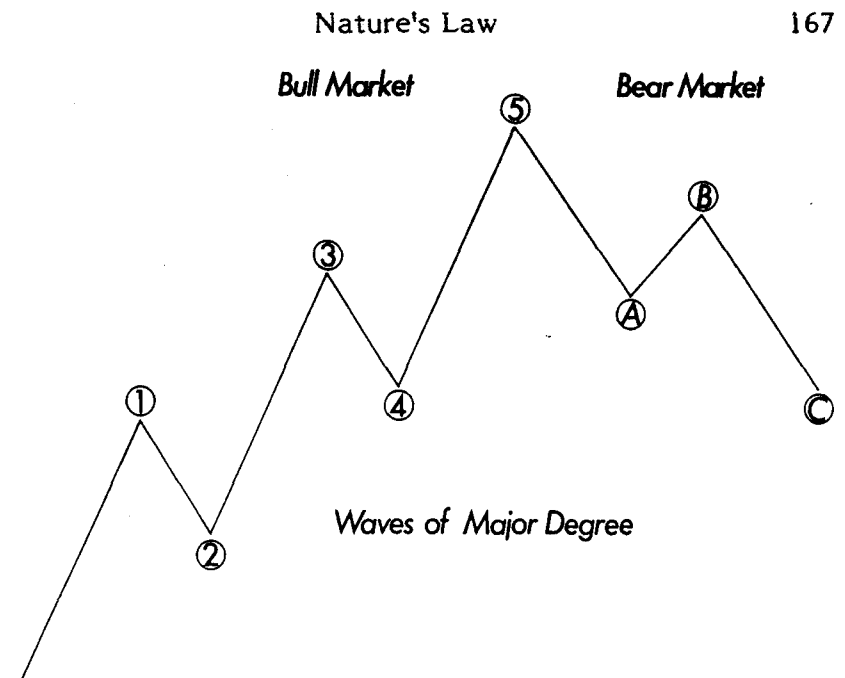 Nature's Law 167
Bull Market Bear Market
⑤
Ⓑ
③
Ⓐ
① ④ Ⓒ
Waves of Major Degree
②